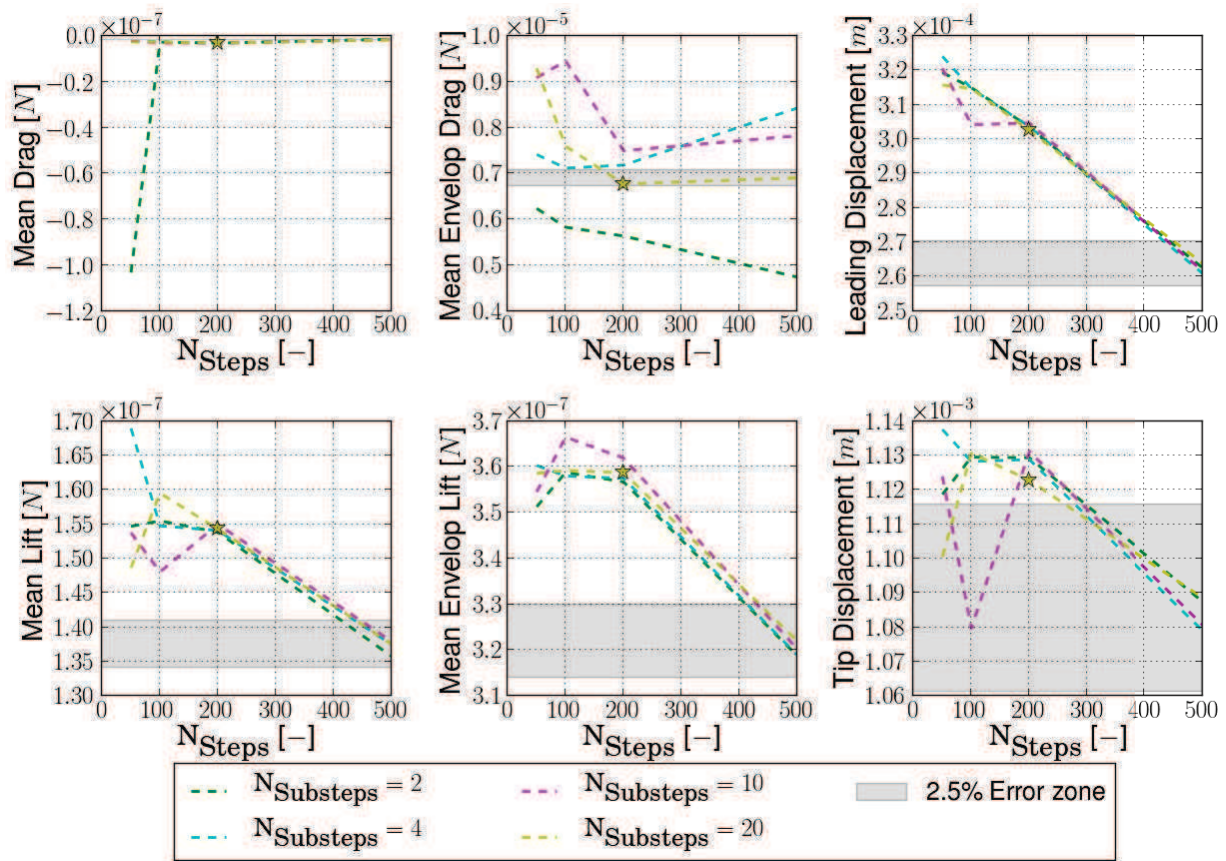 ×10⁻⁷
0.0
−0.2
−0.4
−0.6
−0.8
−1.0
−1.2
Mean Drag [N]
0 100 200 300 400 500
N_Steps [−]
×10⁻⁵
1.0
0.9
0.8
0.7
0.6
0.5
0.4
Mean Envelop Drag [N]
0 100 200 300 400 500
N_Steps [−]
×10⁻⁴
3.3
3.2
3.1
3.0
2.9
2.8
2.7
2.6
2.5
Leading Displacement [m]
0 100 200 300 400 500
N_Steps [−]
×10⁻⁷
1.70
1.65
1.60
1.55
1.50
1.45
1.40
1.35
1.30
Mean Lift [N]
0 100 200 300 400 500
N_Steps [−]
×10⁻⁷
3.7
3.6
3.5
3.4
3.3
3.2
3.1
Mean Envelop Lift [N]
0 100 200 300 400 500
N_Steps [−]
×10⁻³
1.14
1.13
1.12
1.11
1.10
1.09
1.08
1.07
1.06
Tip Displacement [m]
0 100 200 300 400 500
N_Steps [−]
N_Substeps = 2
N_Substeps = 4
N_Substeps = 10
N_Substeps = 20
2.5% Error zone